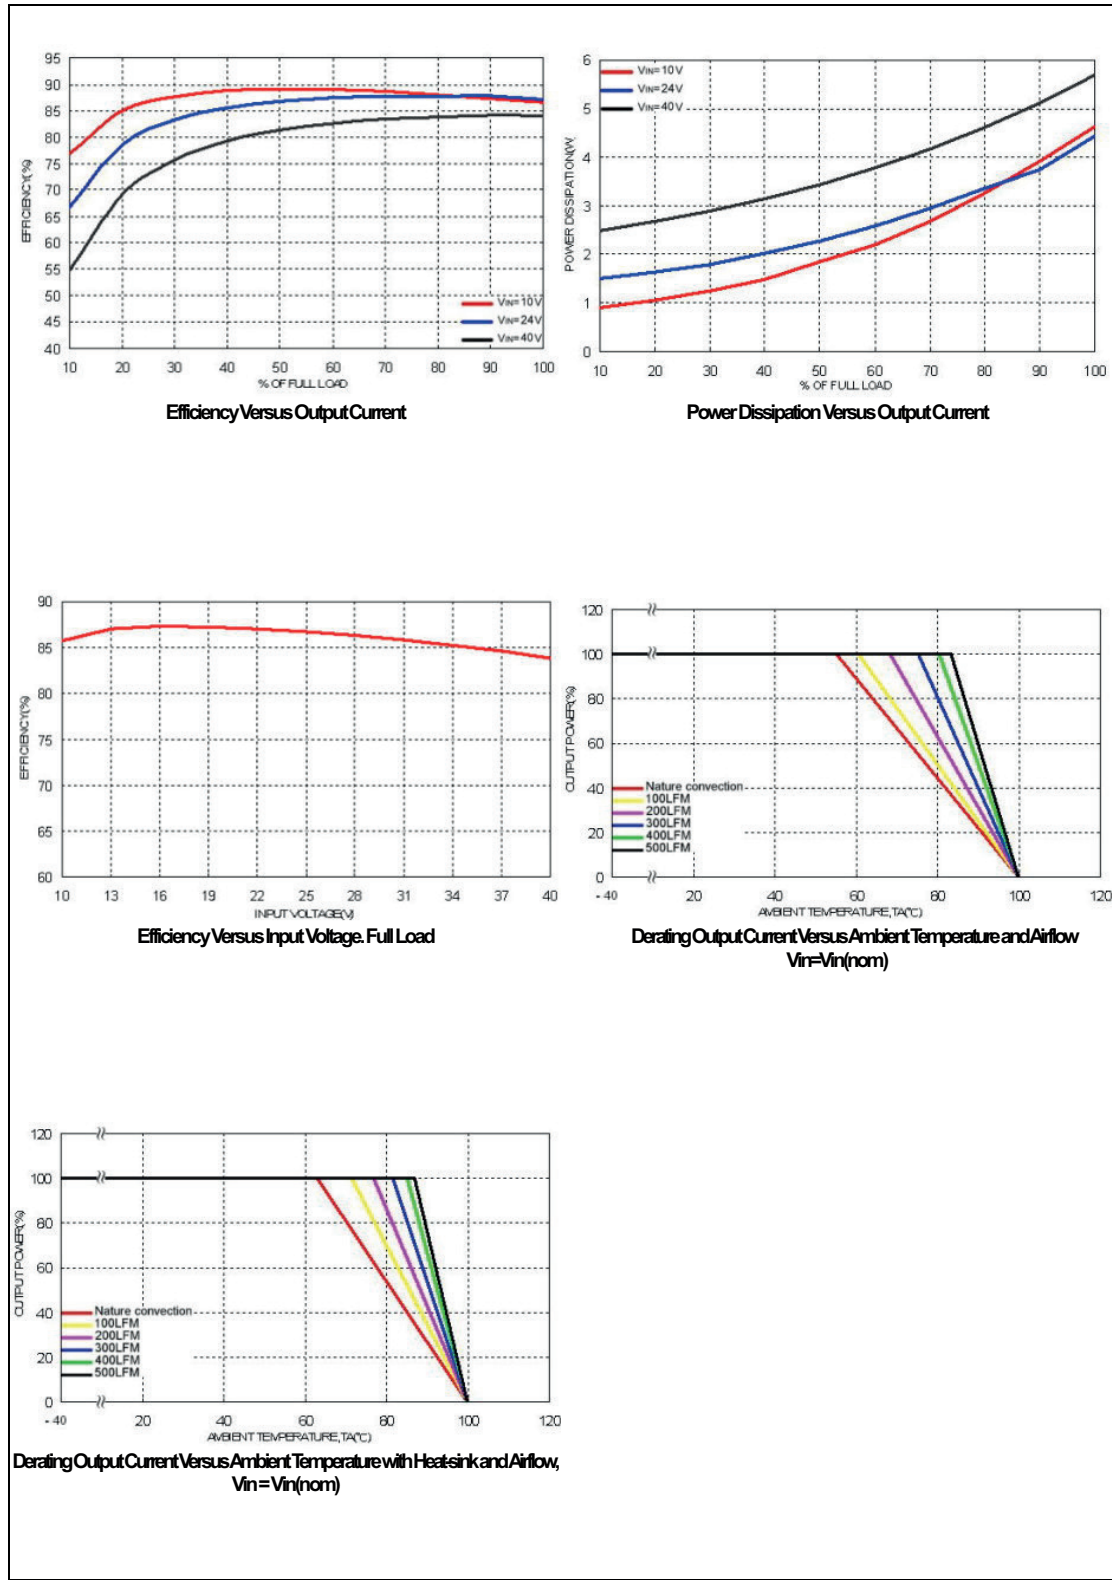 95
90
85
80
75
70
65
60
55
50
45
40
EFFICIENCY(%)
VIN=10V
VIN=24V
VIN=40V
10 20 30 40 50 60 70 80 90 100
% OF FULL LOAD
Efficiency Versus Output Current
6
5
4
3
2
1
0
POWER DISSIPATION(W
VIN=10V
VIN=24V
VIN=40V
10 20 30 40 50 60 70 80 90 100
% OF FULL LOAD
Power Dissipation Versus Output Current
90
85
80
75
70
65
60
EFFICIENCY(%)
10 13 16 19 22 25 28 31 34 37 40
INPUT VOLTAGE(V)
Efficiency Versus Input Voltage. Full Load
120
100
80
60
40
20
0
OUTPUT POWER(%)
Nature convection
100LFM
200LFM
300LFM
400LFM
500LFM
-40 20 40 60 80 100 120
AMBIENT TEMPERATURE,TA(°C)
Derating Output Current Versus Ambient Temperature and Airflow
Vin=Vin(nom)
120
100
80
60
40
20
0
OUTPUT POWER(%)
Nature convection
100LFM
200LFM
300LFM
400LFM
500LFM
-40 20 40 60 80 100 120
AMBIENT TEMPERATURE,TA(°C)
Derating Output Current Versus Ambient Temperature with Heat-sink and Airflow,
Vin = Vin(nom)